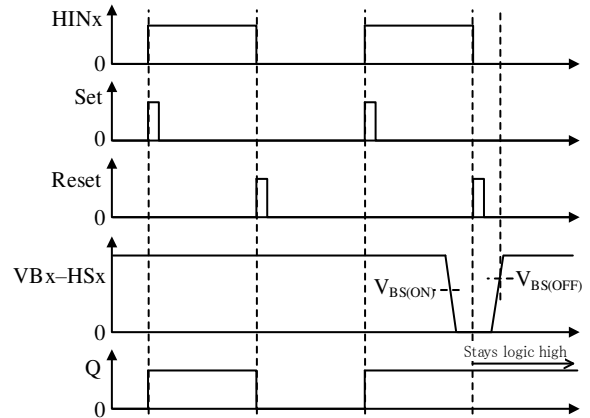 HINx
0
Set
0
Reset
0
VBx–HSx
VBS(ON)
VBS(OFF)
0
Stays logic high
Q
0